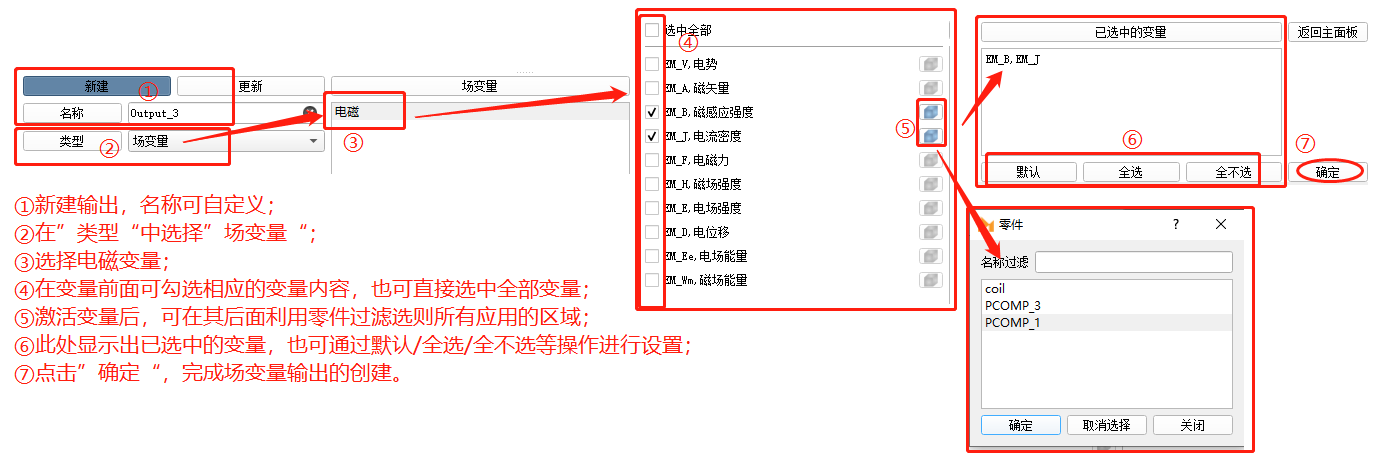 新建
更新
场变量
①
名称
Output_3
电磁
类型
②
场变量
③
选中全部
④
EM_V,电势
EM_A,磁矢量
EM_B,磁感应强度
EM_J,电流密度
⑤
EM_F,电磁力
EM_H,磁场强度
EM_E,电场强度
EM_D,电位移
EM_Ee,电场能量
EM_Wm,磁场能量
已选中的变量
返回主面板
EM_B,EM_J
⑥
⑦
默认
全选
全不选
确定
零件
?
名称过滤
coil
PCOMP_3
PCOMP_1
确定
取消选择
关闭
①新建输出，名称可自定义；
②在”类型“中选择”场变量“；
③选择电磁变量；
④在变量前面可勾选相应的变量内容，也可直接选中全部变量；
⑤激活变量后，可在其后面利用零件过滤选则所有应用的区域；
⑥此处显示出已选中的变量，也可通过默认/全选/全不选等操作进行设置；
⑦点击”确定“，完成场变量输出的创建。